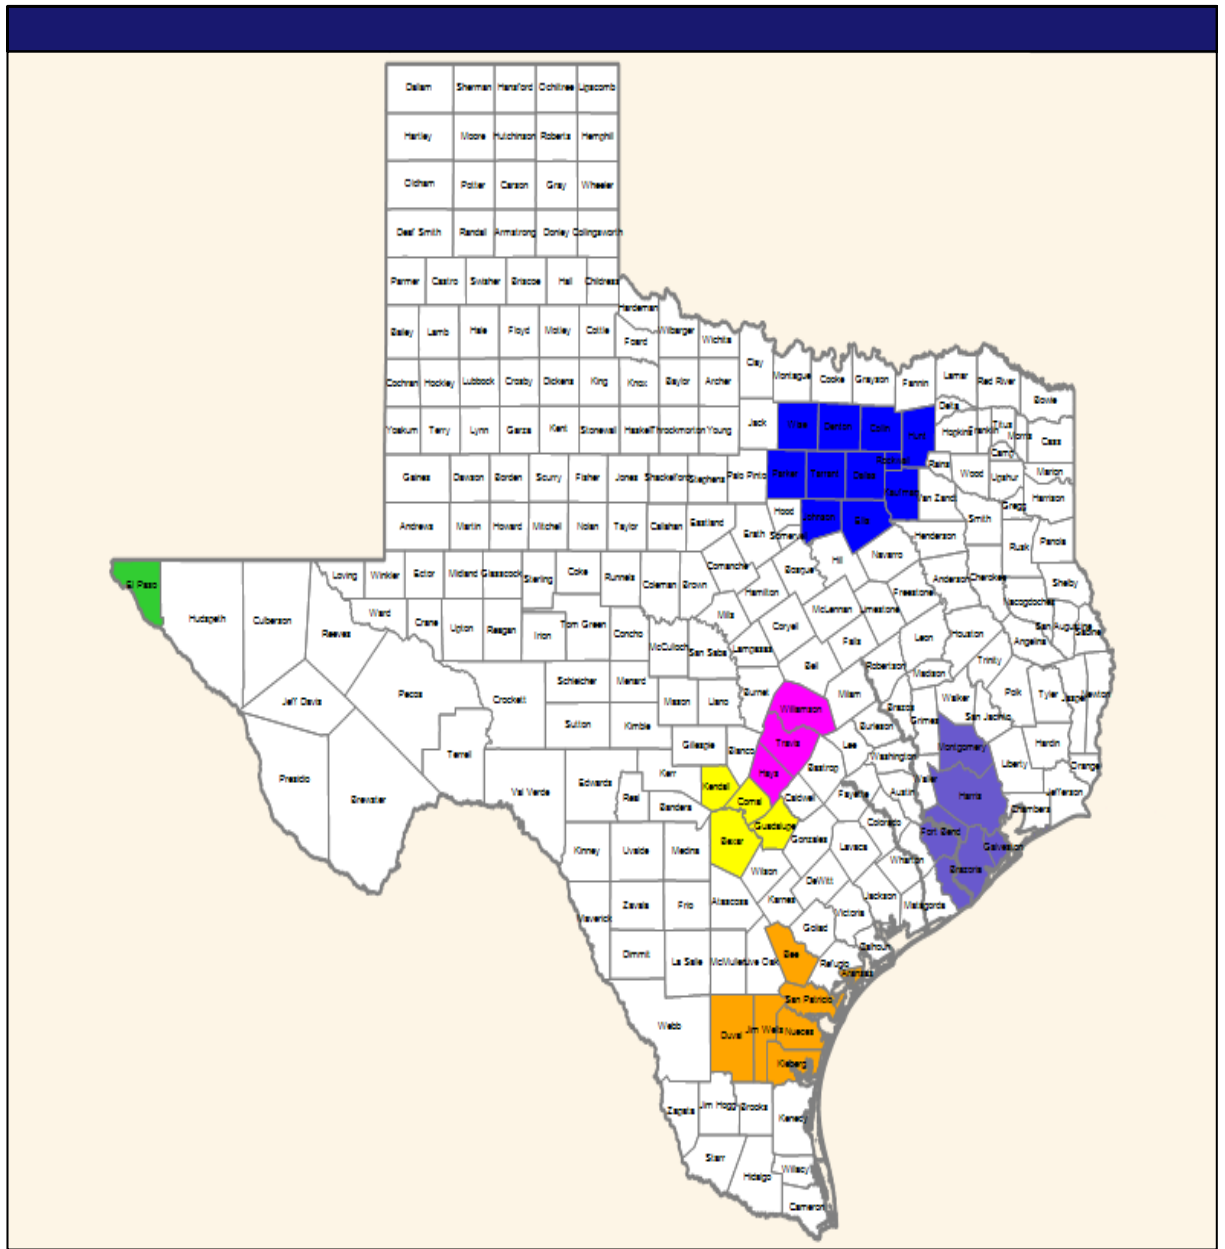 Dallam Sherman Hansford Ochiltree Lipscomb
Hartley Moore Hutchinson Roberts Hemphill
Oldham Potter Carson Gray Wheeler
Deaf Smith Randall Armstrong Donley Collingsworth
Parmer Castro Swisher Briscoe Hall Childress
Hardeman
Bailey Lamb Hale Floyd Motley Cottle Foard Wilbarger Wichita
Clay Montague Cooke Grayson Fannin Lamar Red River Bowie
Cochran Hockley Lubbock Crosby Dickens King Knox Baylor Archer
Yoakum Terry Lynn Garza Kent Stonewall Haskell Throckmorton Young Jack Wise Denton Collin Hunt Delta Hopkins Franklin Titus Morris Cass
Camp
Gaines Dawson Borden Scurry Fisher Jones Shackelford Stephens Palo Pinto Parker Tarrant Dallas Rockwall Rains Wood Upshur Marion
Kaufman Van Zandt Gregg Harrison
Andrews Martin Howard Mitchell Nolan Taylor Callahan Eastland Hood Johnson Ellis Smith
Erath Somervell Henderson Rusk Panola
El Paso Hudspeth Culberson Reeves Loving Winkler Ector Midland Glasscock Sterling Coke Runnels Coleman Brown Comanche Bosque Hill Navarro Anderson Cherokee Shelby
Ward Crane Upton Reagan Irion Tom Green Concho Mills Hamilton McLennan Limestone Freestone Nacogdoches
McCulloch San Saba Lampasas Coryell Falls Leon Houston Angelina San Augustine Sabine
Jeff Davis Pecos Crockett Schleicher Menard Mason Llano Burnet Bell Milam Robertson Madison Trinity Polk Tyler Jasper Newton
Presidio Brewster Terrell Sutton Kimble Williamson Burleson Brazos Grimes Walker San Jacinto
Gillespie Blanco Travis Lee Washington Montgomery Hardin
Val Verde Edwards Kerr Real Bandera Kendall Hays Bastrop Waller Liberty Orange
Comal Caldwell Fayette Austin Harris Chambers Jefferson
Kinney Uvalde Medina Bexar Guadalupe Gonzales Lavaca Colorado Fort Bend Galveston
Wilson Wharton Brazoria
Maverick Zavala Frio Atascosa Karnes DeWitt Jackson Matagorda
Goliad Victoria
Dimmit La Salle McMullen Live Oak Bee Refugio Calhoun
Aransas
San Patricio
Webb Duval Jim Wells Nueces
Kleberg
Zapata Jim Hogg Brooks Kenedy
Starr Hidalgo Willacy
Cameron